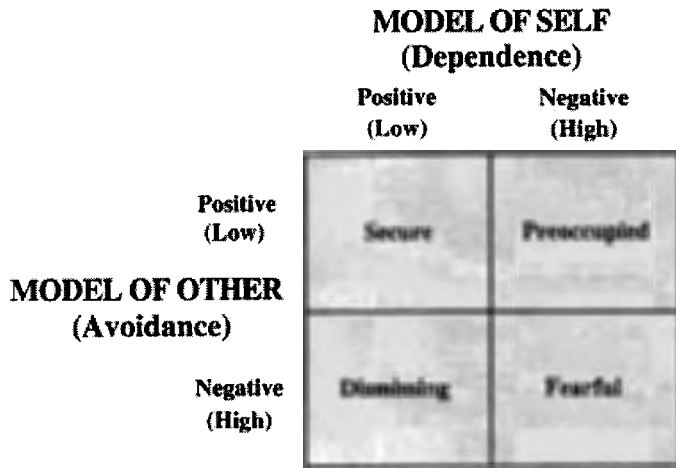 MODEL OF SELF
(Dependence)
Positive Negative
(Low) (High)
Positive
(Low)
Secure Preoccupied
MODEL OF OTHER
(Avoidance)
Negative
(High)
Dismissing Fearful